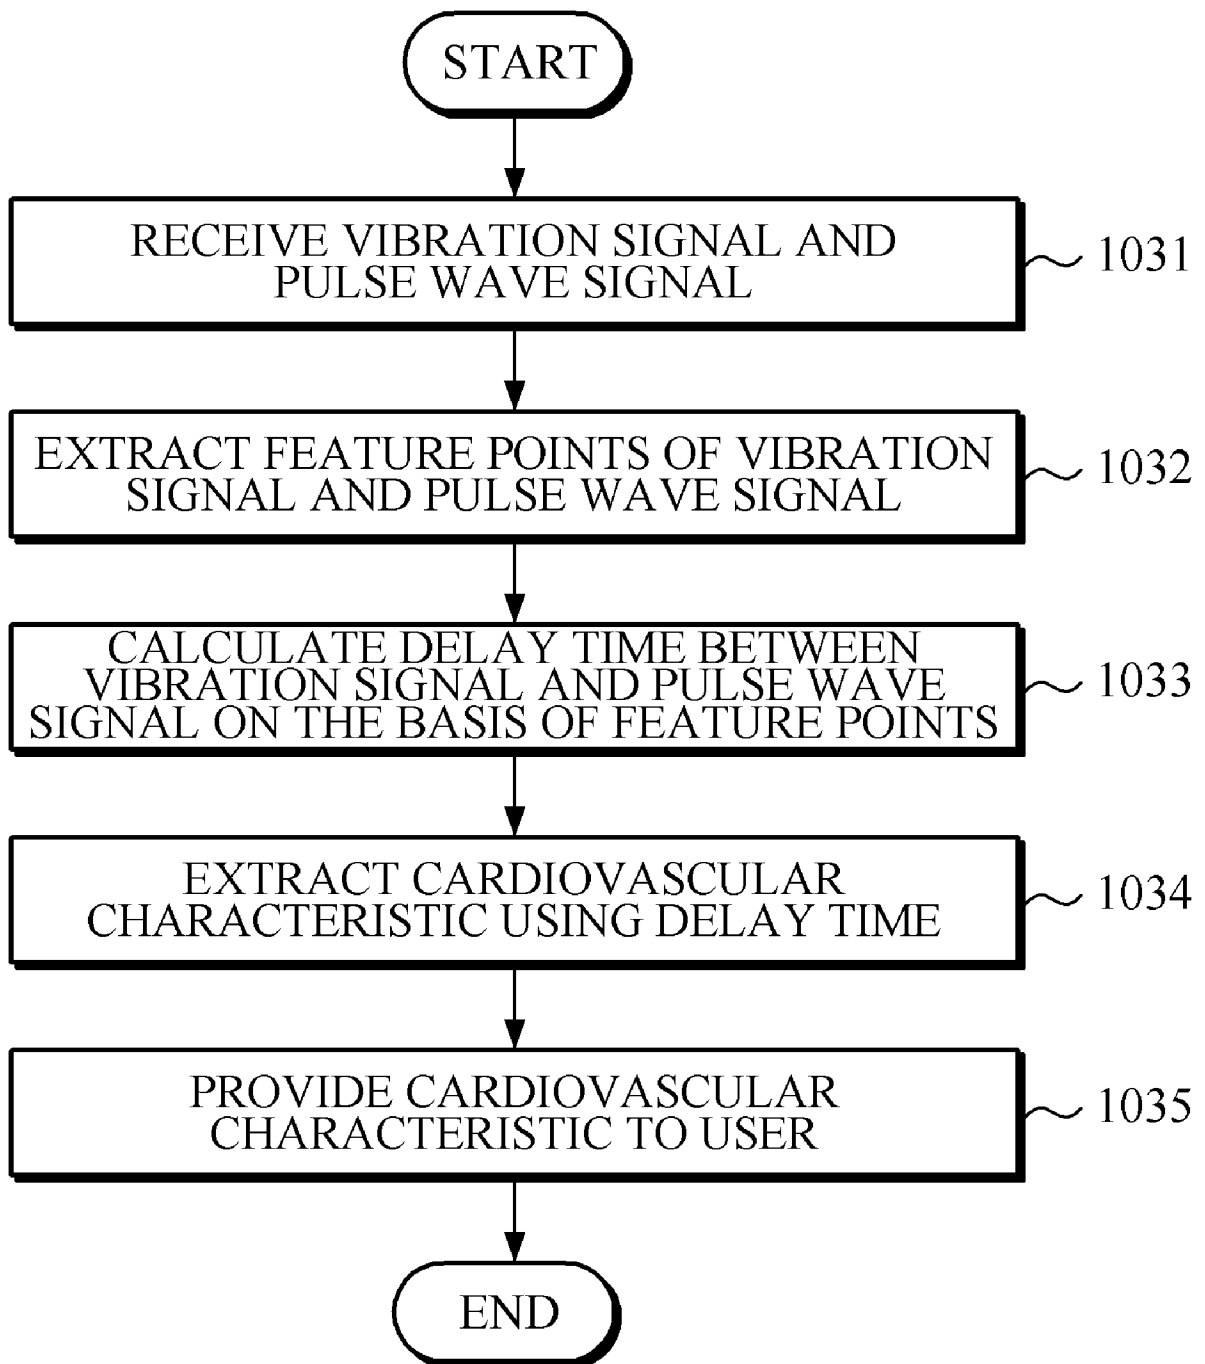 START
RECEIVE VIBRATION SIGNAL AND
PULSE WAVE SIGNAL
1031
EXTRACT FEATURE POINTS OF VIBRATION
SIGNAL AND PULSE WAVE SIGNAL
1032
CALCULATE DELAY TIME BETWEEN
VIBRATION SIGNAL AND PULSE WAVE
SIGNAL ON THE BASIS OF FEATURE POINTS
1033
EXTRACT CARDIOVASCULAR
CHARACTERISTIC USING DELAY TIME
1034
PROVIDE CARDIOVASCULAR
CHARACTERISTIC TO USER
1035
END